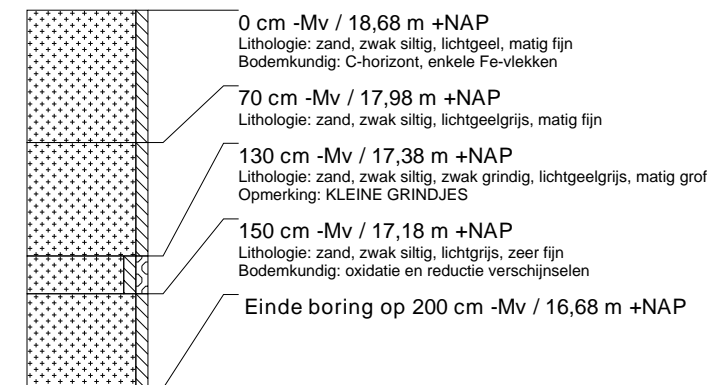 0 cm -Mv / 18,68 m +NAP
Lithologie: zand, zwak siltig, lichtgeel, matig fijn
Bodemkundig: C-horizont, enkele Fe-vlekken
70 cm -Mv / 17,98 m +NAP
Lithologie: zand, zwak siltig, lichtgeelgrijs, matig fijn
130 cm -Mv / 17,38 m +NAP
Lithologie: zand, zwak siltig, zwak grindig, lichtgeelgrijs, matig grof
Opmerking: KLEINE GRINDJES
150 cm -Mv / 17,18 m +NAP
Lithologie: zand, zwak siltig, lichtgrijs, zeer fijn
Bodemkundig: oxidatie en reductie verschijnselen
Einde boring op 200 cm -Mv / 16,68 m +NAP